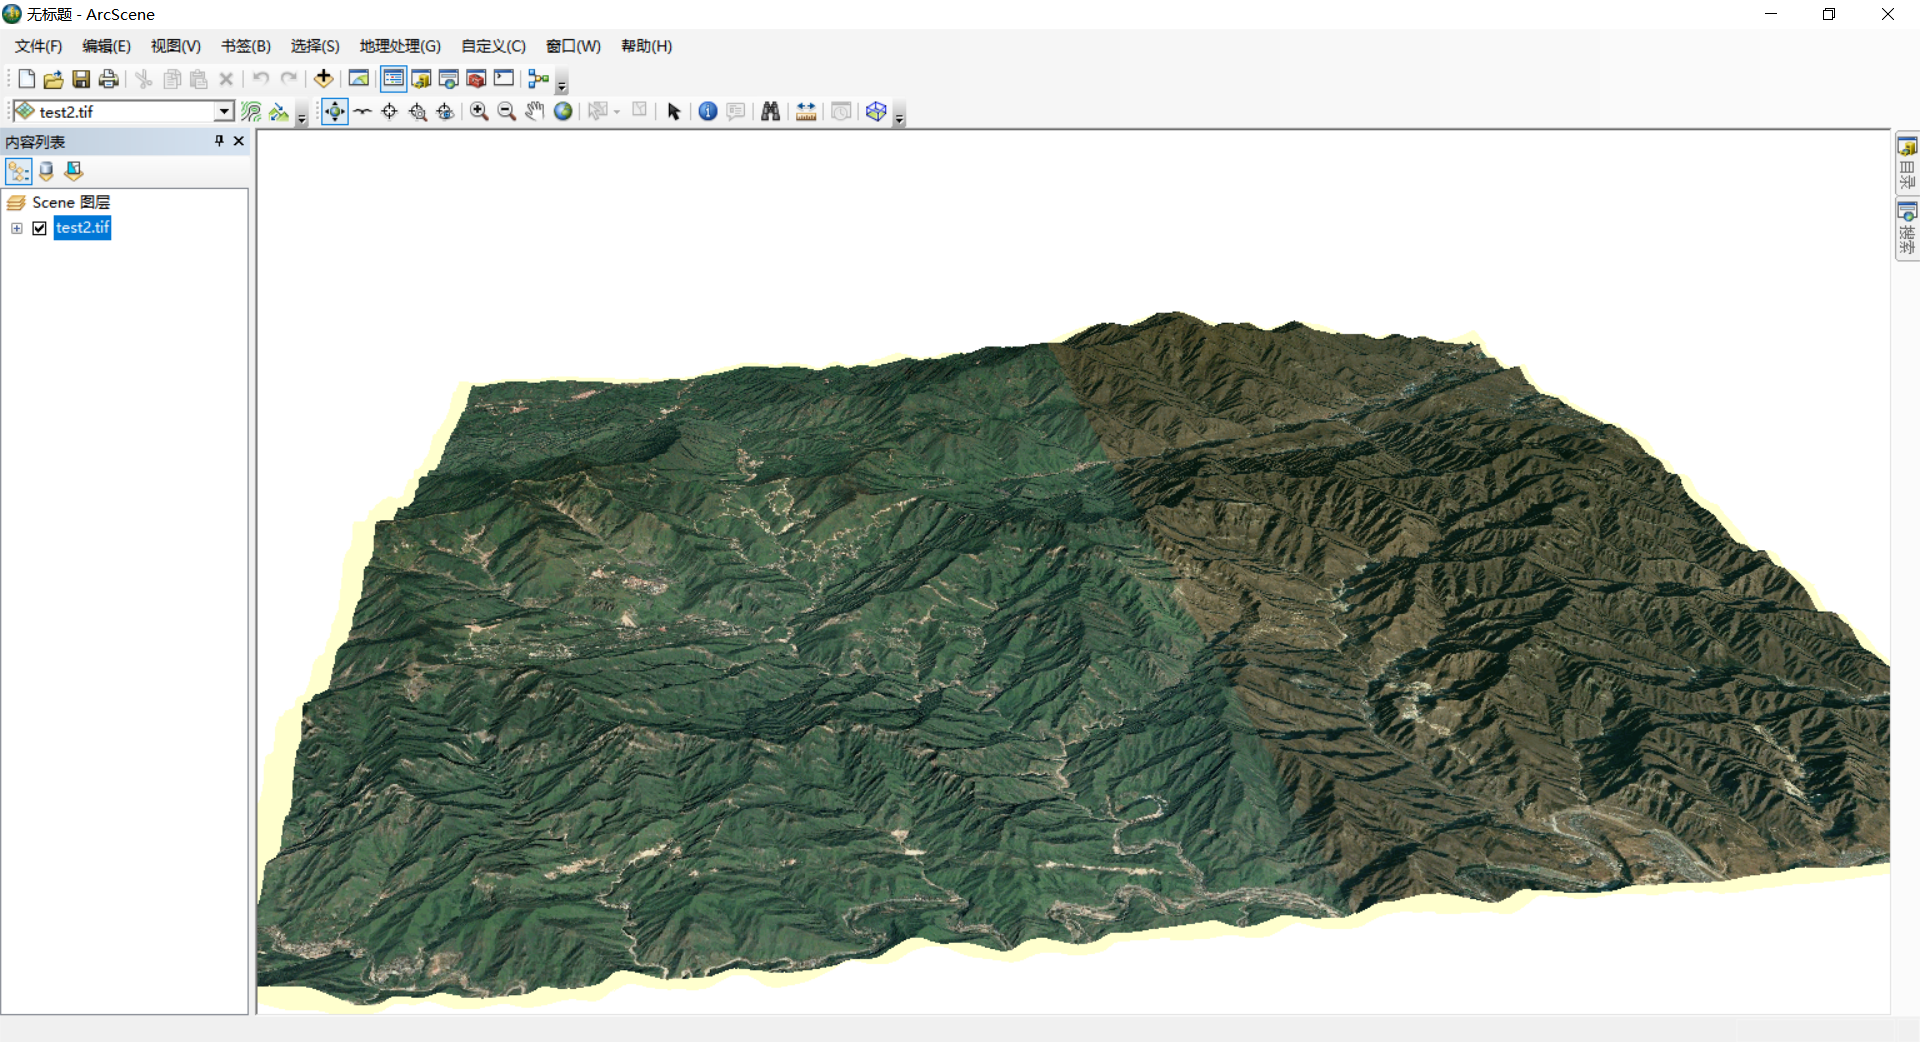 无标题 - ArcScene
文件(F) 编辑(E) 视图(V) 书签(B) 选择(S) 地理处理(G) 自定义(C) 窗口(W) 帮助(H)
test2.tif
内容列表
Scene 图层
test2.tif
目录
搜索